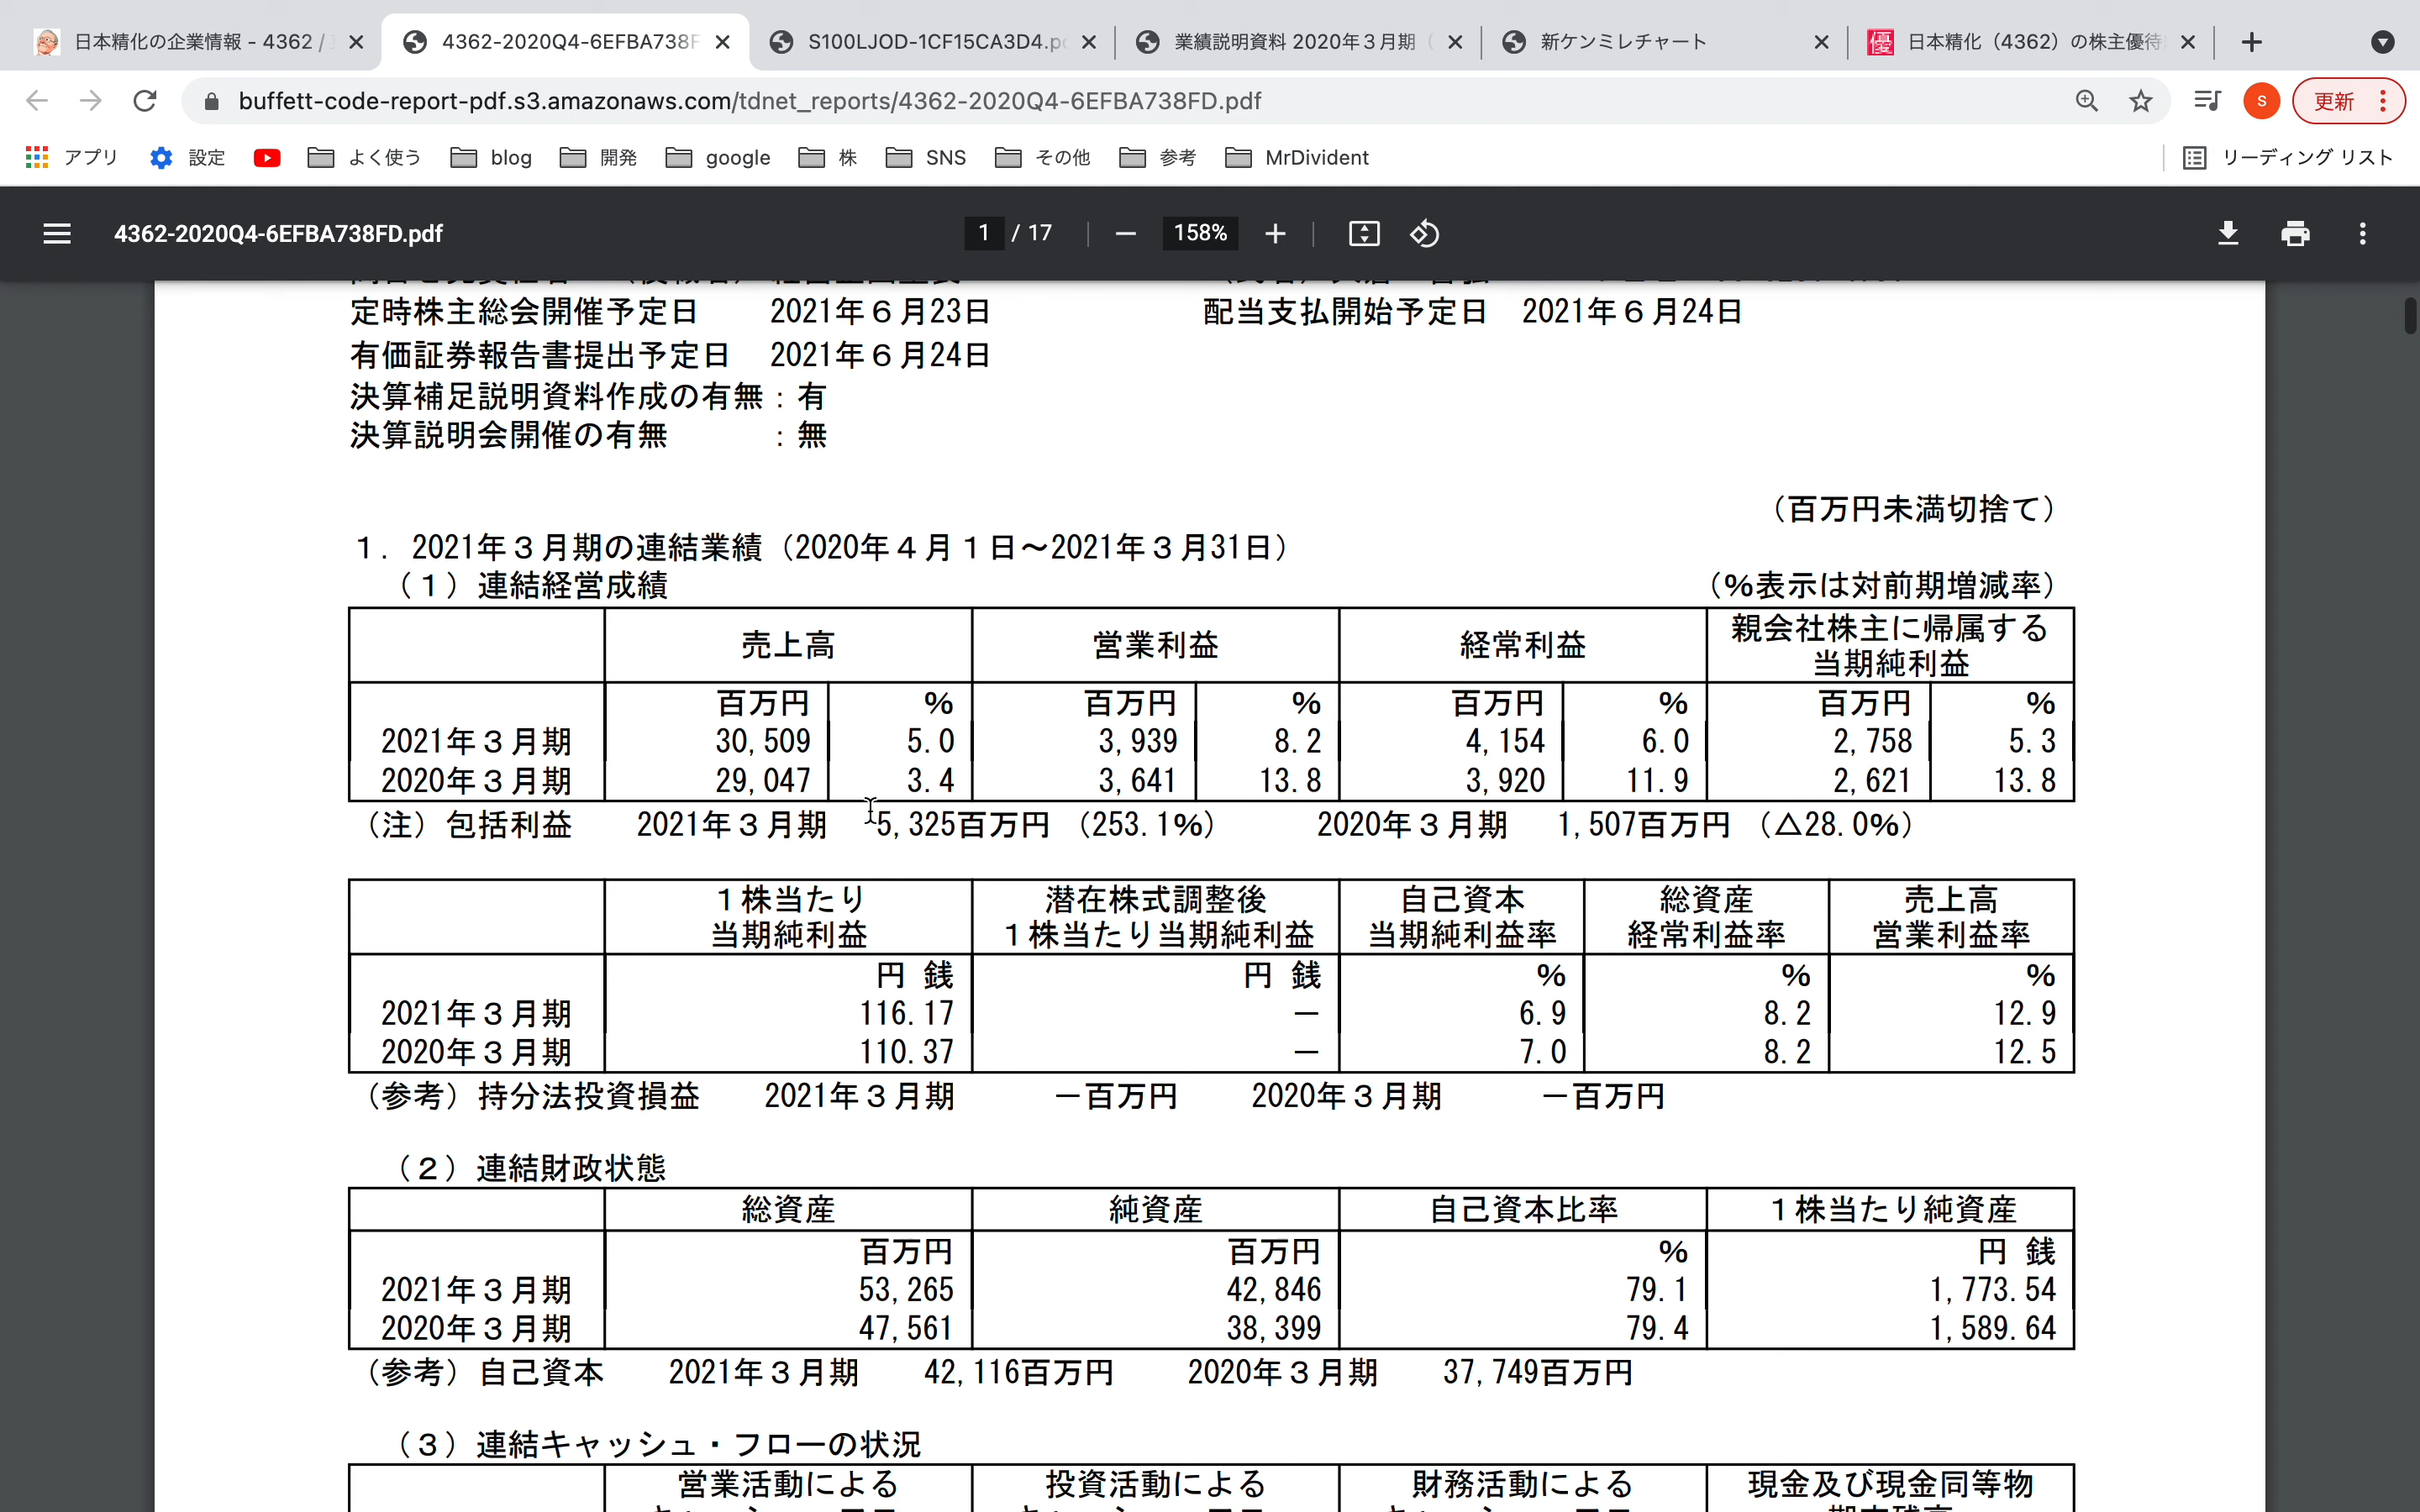 日本精化の企業情報 - 4362 /
4362-2020Q4-6EFBA738F
S100LJOD-1CF15CA3D4.p
業績説明資料 2020年3月期
新ケンミレチャート
優
日本精化（4362）の株主優待
buffett-code-report-pdf.s3.amazonaws.com/tdnet_reports/4362-2020Q4-6EFBA738FD.pdf
s
更新
アプリ 設定 よく使う blog 開発 google 株 SNS その他 参考 MrDivident リーディング リスト
4362-2020Q4-6EFBA738FD.pdf 1 / 17 158%
定時株主総会開催予定日 2021年６月23日 配当支払開始予定日 2021年６月24日
有価証券報告書提出予定日 2021年６月24日
決算補足説明資料作成の有無：有
決算説明会開催の有無 ：無
（百万円未満切捨て）
１．2021年３月期の連結業績（2020年４月１日～2021年３月31日）
（１）連結経営成績 （％表示は対前期増減率）
売上高 営業利益 経常利益 親会社株主に帰属する当期純利益
百万円 ％ 百万円 ％ 百万円 ％ 百万円 ％
2021年３月期 30,509 5.0 3,939 8.2 4,154 6.0 2,758 5.3
2020年３月期 29,047 3.4 3,641 13.8 3,920 11.9 2,621 13.8
（注）包括利益 2021年３月期 5,325百万円（253.1％） 2020年３月期 1,507百万円（△28.0％）
１株当たり当期純利益 潜在株式調整後１株当たり当期純利益 自己資本当期純利益率 総資産経常利益率 売上高営業利益率
円 銭 円 銭 ％ ％ ％
2021年３月期 116.17 － 6.9 8.2 12.9
2020年３月期 110.37 － 7.0 8.2 12.5
（参考）持分法投資損益 2021年３月期 －百万円 2020年３月期 －百万円
（２）連結財政状態
総資産 純資産 自己資本比率 １株当たり純資産
百万円 百万円 ％ 円 銭
2021年３月期 53,265 42,846 79.1 1,773.54
2020年３月期 47,561 38,399 79.4 1,589.64
（参考）自己資本 2021年３月期 42,116百万円 2020年３月期 37,749百万円
（３）連結キャッシュ・フローの状況
営業活動による 投資活動による 財務活動による 現金及び現金同等物